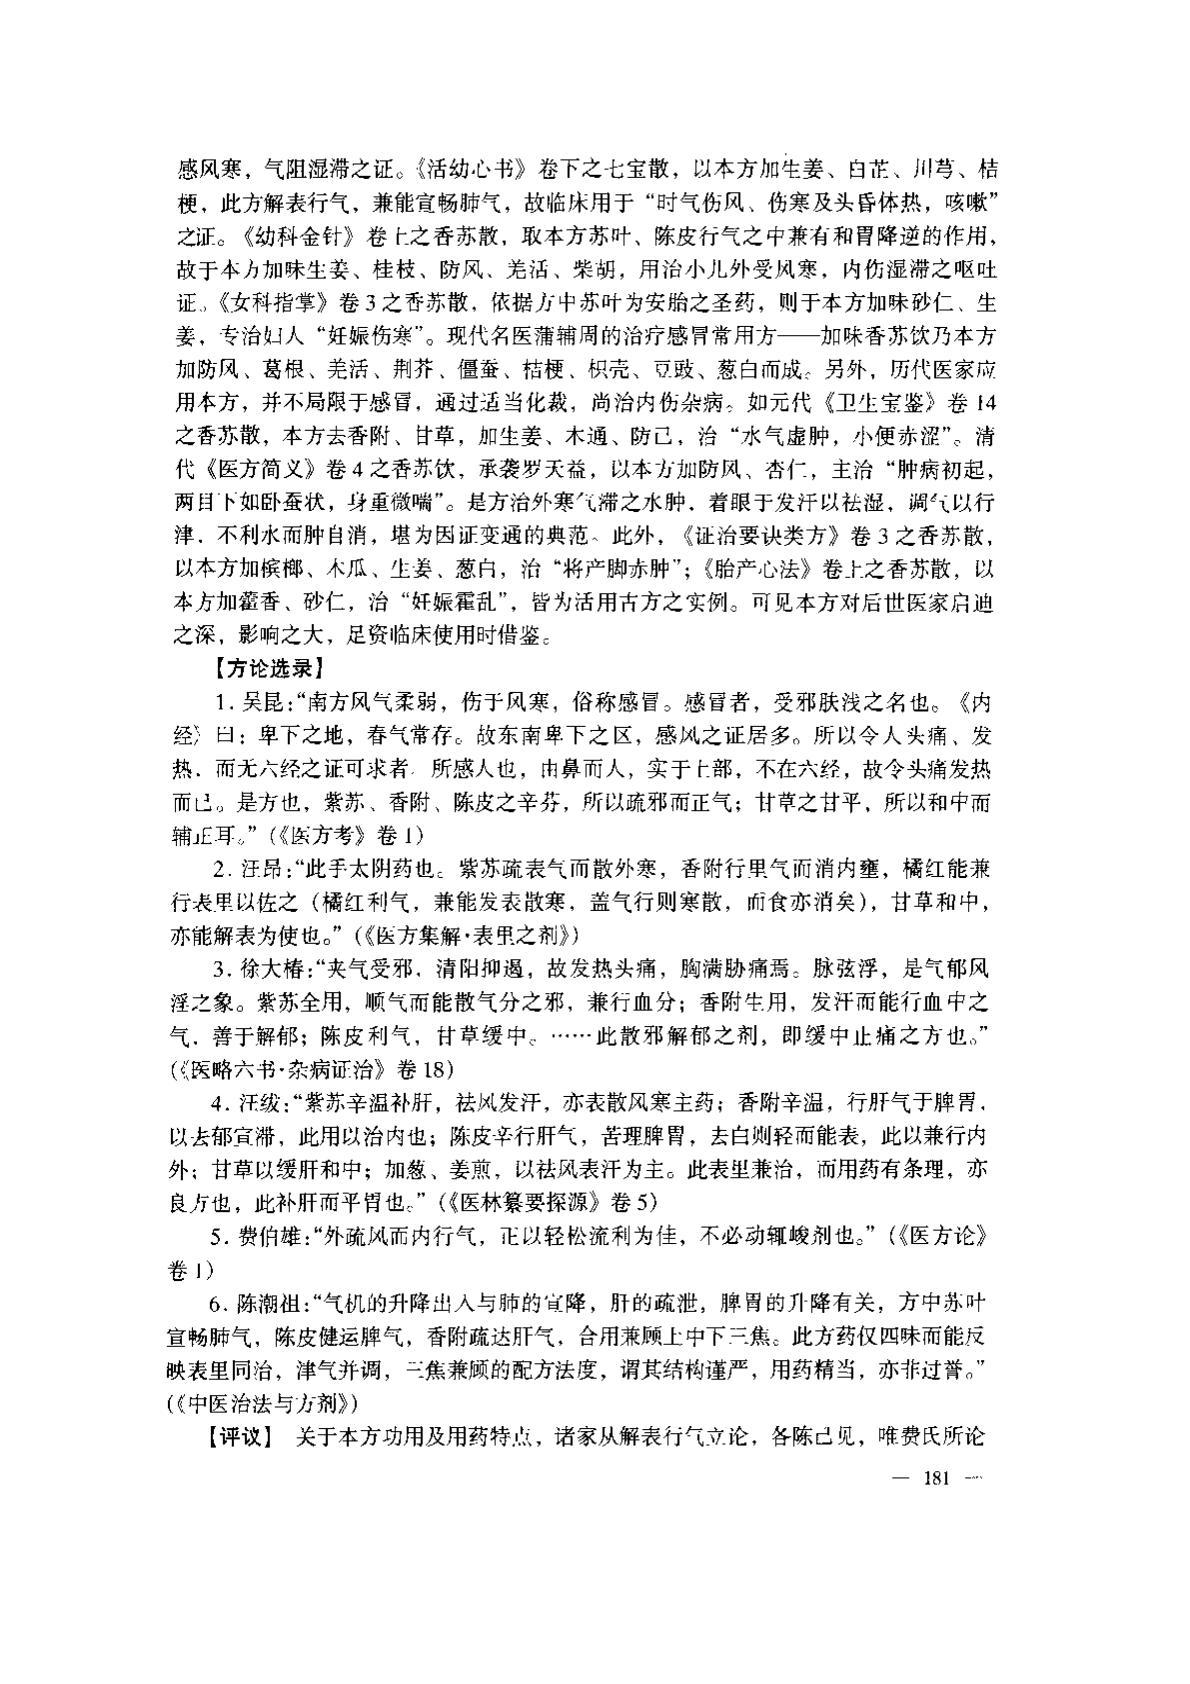 感风寒，气阻湿滞之证。《活幼心书》卷下之七宝散，以本方加生姜、白芷、川芎、桔
梗，此方解表行气，兼能宣畅肺气，故临床用于“时气伤风、伤寒及头昏体热，咳嗽”
之证。《幼科金针》卷上之香苏散，取本方苏叶、陈皮行气之中兼有和胃降逆的作用，
故于本方加味生姜、桂枝、防风、羌活、柴胡，用治小儿外受风寒，内伤湿滞之呕吐
证。《女科指掌》卷3之香苏散，依据方中苏叶为安胎之圣药，则于本方加味砂仁、生
姜，专治妇人“妊娠伤寒”。现代名医蒲辅周的治疗感冒常用方——加味香苏饮乃本方
加防风、葛根、羌活、荆芥、僵蚕、桔梗、枳壳、豆豉、葱白而成。另外，历代医家应
用本方，并不局限于感冒，通过适当化裁，尚治内伤杂病。如元代《卫生宝鉴》卷14
之香苏散，本方去香附、甘草，加生姜、木通、防己，治“水气虚肿，小便赤涩”。清
代《医方简义》卷4之香苏饮，承袭罗天益，以本方加防风、杏仁，主治“肿病初起，
两目下如卧蚕状，身重微喘”。是方治外寒气滞之水肿，着眼于发汗以祛湿，调气以行
津，不利水而肿自消，堪为因证变通的典范。此外，《证治要诀类方》卷3之香苏散，
以本方加槟榔、木瓜、生姜、葱白，治“将产脚赤肿”；《胎产心法》卷上之香苏散，以
本方加藿香、砂仁，治“妊娠霍乱”，皆为活用古方之实例。可见本方对后世医家启迪
之深，影响之大，足资临床使用时借鉴。
【方论选录】
1. 吴昆：“南方风气柔弱，伤于风寒，俗称感冒。感冒者，受邪肤浅之名也。《内
经》曰：卑下之地，春气常存。故东南卑下之区，感风之证居多。所以令人头痛、发
热，而无六经之证可求者，所感人也，由鼻而入，实于上部，不在六经，故令头痛发热
而已。是方也，紫苏、香附、陈皮之辛芬，所以疏邪而正气；甘草之甘平，所以和中而
辅正耳。”（《医方考》卷1）
2. 汪昂：“此手太阴药也。紫苏疏表气而散外寒，香附行里气而消内壅，橘红能兼
行表里以佐之（橘红利气，兼能发表散寒，盖气行则寒散，而食亦消矣），甘草和中，
亦能解表为使也。”（《医方集解·表里之剂》）
3. 徐大椿：“夹气受邪，清阳抑遏，故发热头痛，胸满胁痛焉。脉弦浮，是气郁风
淫之象。紫苏全用，顺气而能散气分之邪，兼行血分；香附生用，发汗而能行血中之
气，善于解郁；陈皮利气，甘草缓中。……此散邪解郁之剂，即缓中止痛之方也。”
（《医略六书·杂病证治》卷18）
4. 汪绂：“紫苏辛温补肝，祛风发汗，亦表散风寒主药；香附辛温，行肝气于脾胃，
以去郁宣滞，此用以治内也；陈皮辛行肝气，苦理脾胃，去白则轻而能表，此以兼行内
外；甘草以缓肝和中；加葱、姜煎，以祛风表汗为主。此表里兼治，而用药有条理，亦
良方也，此补肝而平胃也。”（《医林纂要探源》卷5）
5. 费伯雄：“外疏风而内行气，正以轻松流利为佳，不必动辄峻剂也。”（《医方论》
卷1）
6. 陈潮祖：“气机的升降出入与肺的宣降，肝的疏泄，脾胃的升降有关，方中苏叶
宣畅肺气，陈皮健运脾气，香附疏达肝气，合用兼顾上中下三焦。此方药仅四味而能反
映表里同治，津气并调，三焦兼顾的配方法度，谓其结构谨严，用药精当，亦非过誉。”
（《中医治法与方剂》）
【评议】 关于本方功用及用药特点，诸家从解表行气立论，各陈己见，唯费氏所论
— 181 —